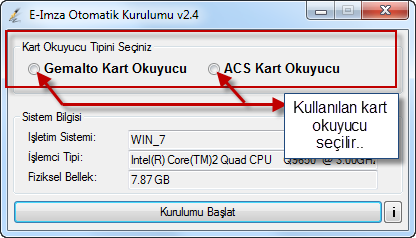 E-Imza Otomatik Kurulumu v2.4
Kart Okuyucu Tipini Seçiniz
Gemalto Kart Okuyucu
ACS Kart Okuyucu
Kullanılan kart
okuyucu
seçilir..
Sistem Bilgisi
İşletim Sistemi: WIN_7
İşlemci Tipi: Intel(R) Core(TM)2 Quad CPU Q9650 @ 3.00GHz
Fiziksel Bellek: 7.87 GB
Kurulumu Başlat
i